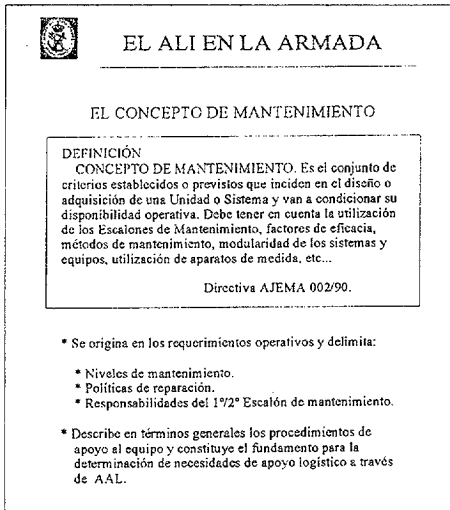 EL ALI EN LA ARMADA
EL CONCEPTO DE MANTENIMIENTO
DEFINICIÓN
CONCEPTO DE MANTENIMIENTO. Es el conjunto de
criterios establecidos o previstos que inciden en el diseño o
adquisición de una Unidad o Sistema y van a condicionar su
disponibilidad operativa. Debe tener en cuenta la utilización
de los Escalones de Mantenimiento, factores de eficacia,
métodos de mantenimiento, modularidad de los sistemas y
equipos, utilización de aparatos de medida, etc...
Directiva AJEMA 002/90.
* Se origina en los requerimientos operativos y delimita:
* Niveles de mantenimiento.
* Políticas de reparación.
* Responsabilidades del 1º/2º Escalón de mantenimiento.
* Describe en términos generales los procedimientos de
apoyo al equipo y constituye el fundamento para la
determinación de necesidades de apoyo logístico a través
de AAL.